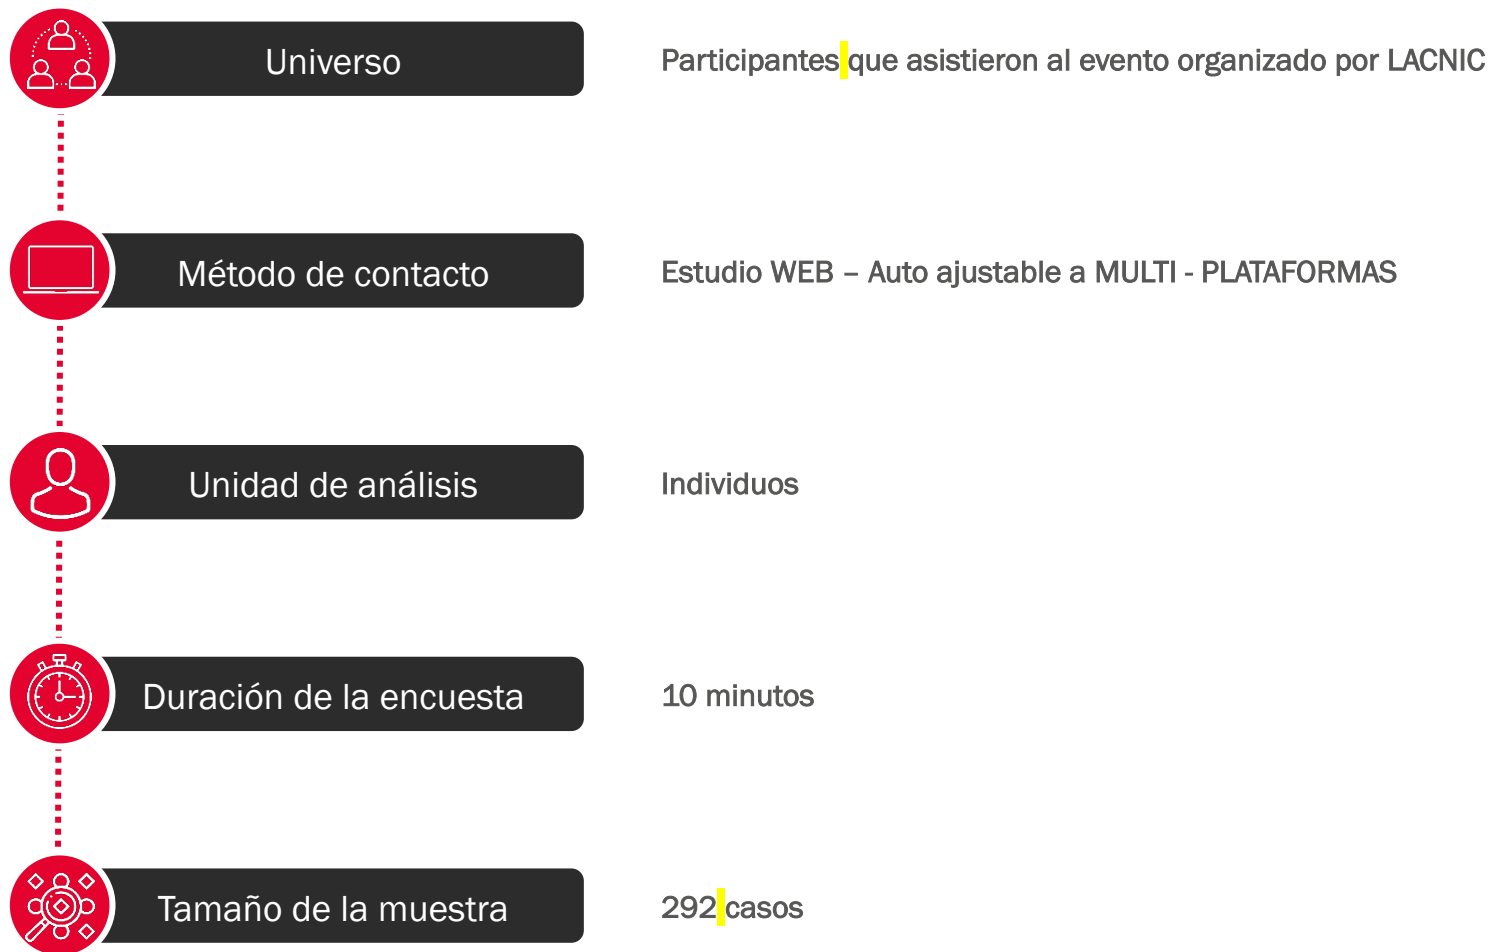 Universo
Participantes que asistieron al evento organizado por LACNIC
Método de contacto
Estudio WEB – Auto ajustable a MULTI - PLATAFORMAS
Unidad de análisis
Individuos
Duración de la encuesta
10 minutos
Tamaño de la muestra
292 casos